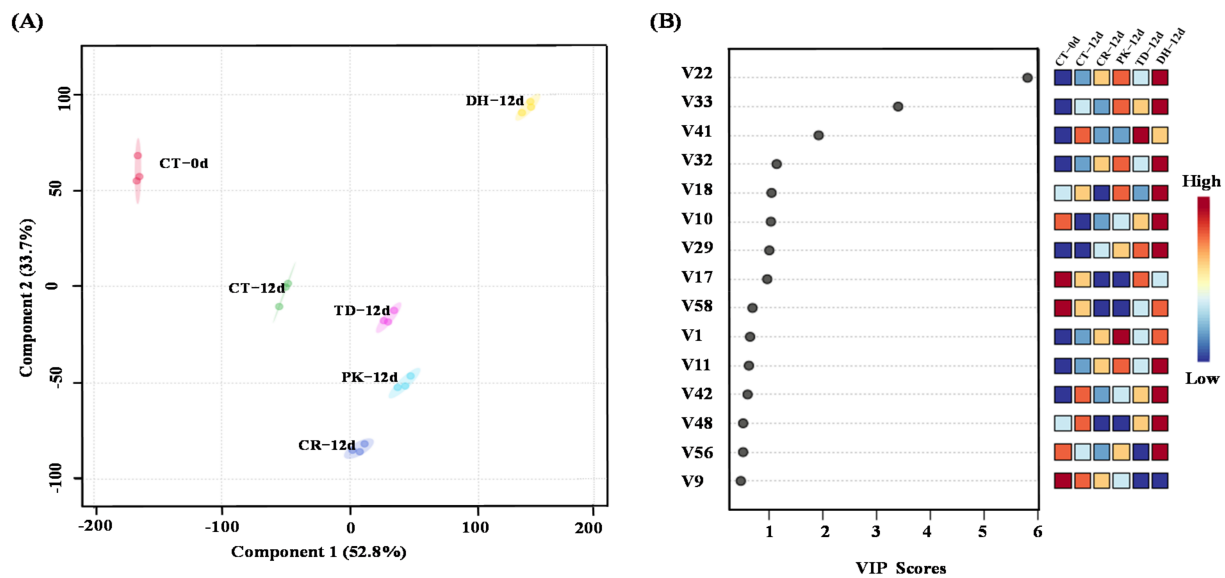 (A)
Component 2 (33.7%)
100
50
0
-50
-100
DH-12d
CT-0d
CT-12d
TD-12d
PK-12d
CR-12d
-200
-100
0
100
200
Component 1 (52.8%)
(B)
CT-0d
CT-12d
CR-12d
PK-12d
TD-12d
DH-12d
V22
V33
V41
V32
V18
V10
V29
V17
V58
V1
V11
V42
V48
V56
V9
1
2
3
4
5
6
VIP Scores
High
Low